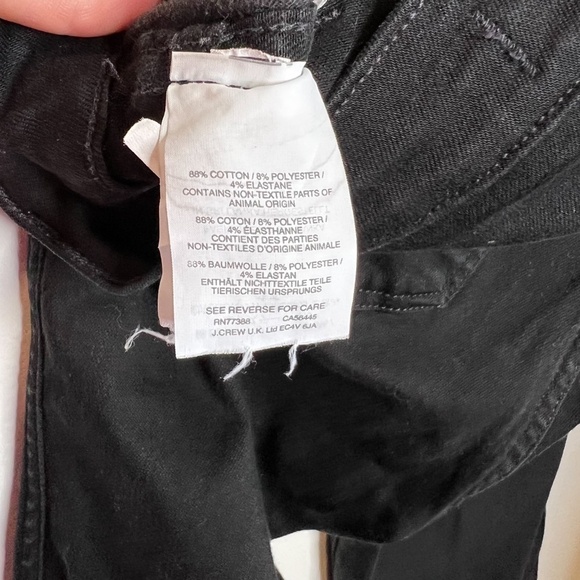 88% COTTON / 8% POLYESTER /
4% ELASTANE
CONTAINS NON-TEXTILE PARTS OF
ANIMAL ORIGIN
88% COTON / 8% POLYESTER /
4% ÉLASTHANNE
CONTIENT DES PARTIES
NON-TEXTILES D'ORIGINE ANIMALE
88% BAUMWOLLE / 8% POLYESTER /
4% ELASTAN
ENTHÄLT NICHTTEXTILE TEILE
TIERISCHEN URSPRUNGS
SEE REVERSE FOR CARE
RN77388 CA56445
J.CREW U.K. Ltd EC4V 6JA